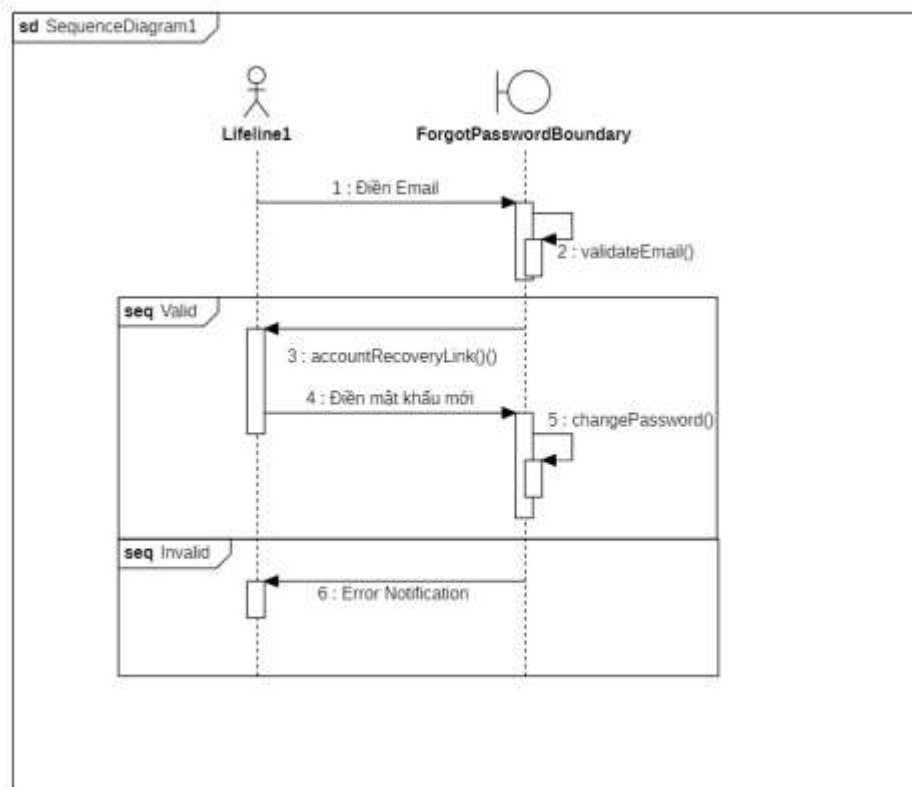 sd SequenceDiagram1
Lifeline1
ForgotPasswordBoundary
1 : Điền Email
2 : validateEmail()
seq Valid
3 : accountRecoveryLink()()
4 : Điền mật khẩu mới
5 : changePassword()
seq Invalid
6 : Error Notification